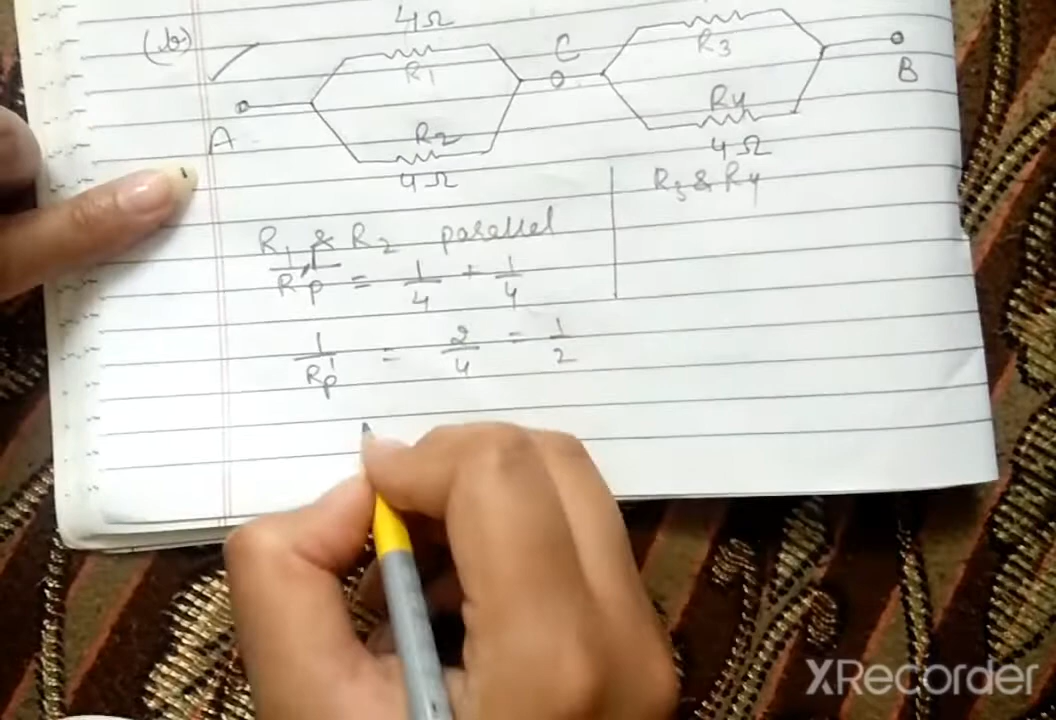 4Ω
(b)
R1
C
R3
A
B
R2
R4
4Ω
4Ω
R1 & R2 parallel
R3 & R4
1/R'p = 1/4 + 1/4
1/Rp' = 2/4 = 1/2
XRecorder